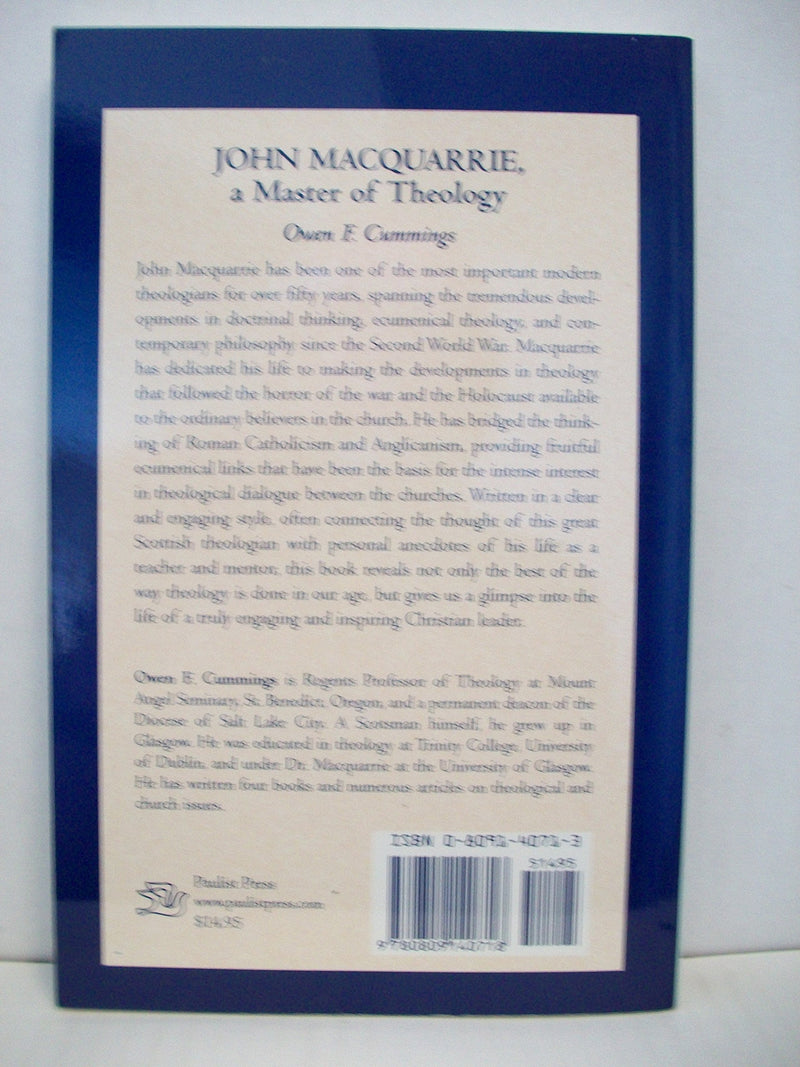 JOHN MACQUARRIE,
a Master of Theology
Owen F. Cummings
John Macquarrie has been one of the most important modern
theologians for over fifty years, spanning the tremendous devel-
opments in doctrinal thinking, ecumenical theology, and con-
temporary philosophy since the Second World War. Macquarrie
has dedicated his life to making the developments in theology
that followed the horror of the war and the Holocaust available
to the ordinary believers in the church. He has bridged the think-
ing of Roman Catholicism and Anglicanism, providing fruitful
ecumenical links that have been the basis for the intense interest
in theological dialogue between the churches. Written in a clear
and engaging style, often connecting the thought of this great
Scottish theologian with personal anecdotes of his life as a
teacher and mentor, this book reveals not only the best of the
way theology is done in our age, but gives us a glimpse into the
life of a truly engaging and inspiring Christian leader.
Owen F. Cummings is Regents Professor of Theology at Mount
Angel Seminary, St. Benedict, Oregon, and a permanent deacon of the
Diocese of Salt Lake City. A Scotsman himself, he grew up in
Glasgow. He was educated in theology at Trinity College, University
of Dublin, and under Dr. Macquarrie at the University of Glasgow.
He has written four books and numerous articles on theological and
church issues.
Paulist Press
www.paulistpress.com
$14.95
ISBN 0-8091-4071-3
51495
9 780809 140718